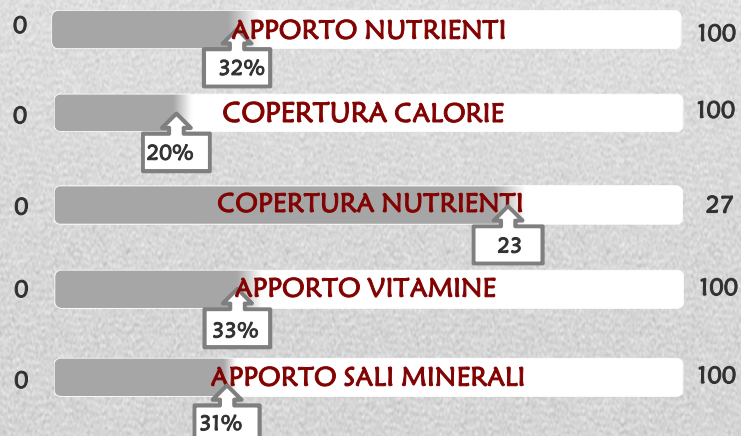 0 APPORTO NUTRIENTI 100
32%
0 COPERTURA CALORIE 100
20%
0 COPERTURA NUTRIENTI 27
23
0 APPORTO VITAMINE 100
33%
0 APPORTO SALI MINERALI 100
31%